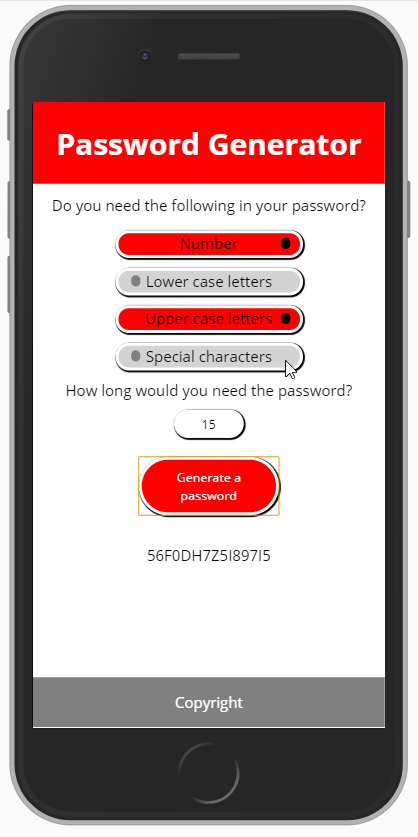 Password Generator
Do you need the following in your password?
Number
Lower case letters
Upper case letters
Special characters
How long would you need the password?
15
Generate a
password
56F0DH7Z5I897I5
Copyright